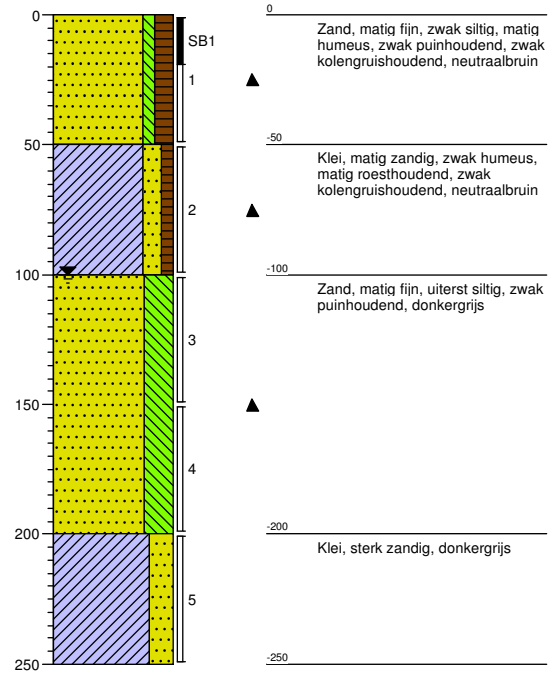 0
50
100
150
200
250
SB1
1
2
3
4
5
0
Zand, matig fijn, zwak siltig, matig
humeus, zwak puinhoudend, zwak
kolengruishoudend, neutraalbruin
-50
Klei, matig zandig, zwak humeus,
matig roesthoudend, zwak
kolengruishoudend, neutraalbruin
-100
Zand, matig fijn, uiterst siltig, zwak
puinhoudend, donkergrijs
-200
Klei, sterk zandig, donkergrijs
-250